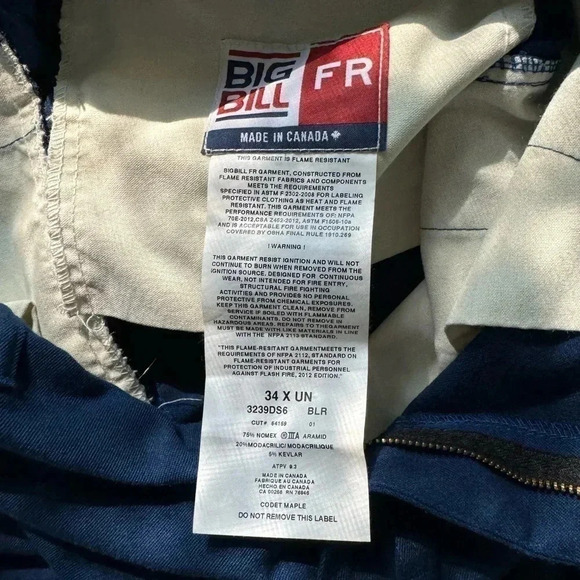 BIG
BILL
FR
MADE IN CANADA
THIS GARMENT IS FLAME RESISTANT
BIGBILL FR GARMENT, CONSTRUCTED FROM
FLAME RESISTANT FABRICS AND COMPONENTS
MEETS THE REQUIREMENTS
SPECIFIED IN ASTM F 2302-2008 FOR LABELING
PROTECTIVE CLOTHING AS HEAT AND FLAME
RESISTANT. THIS GARMENT MEETS THE
PERFORMANCE REQUIREMENTS OF: NFPA
70E-2012, CSA Z462-2012, ASTM F1506-10a
AND IS ACCEPTABLE FOR USE IN OCCUPATION
COVERED BY OSHA FINAL RULE 1910.269
! WARNING !
THIS GARMENT RESIST IGNITION AND WILL NOT
CONTINUE TO BURN WHEN REMOVED FROM THE
IGNITION SOURCE. DESIGNED FOR CONTINUOUS
WEAR, NOT INTENDED FOR FIRE ENTRY,
STRUCTURAL FIRE FIGHTING
ACTIVITIES AND PROVIDES NO PERSONAL
PROTECTIVE FROM CHEMICAL EXPOSURES.
KEEP THIS GARMENT CLEAN, REMOVE FROM
SERVICE IF SOILED WITH FLAMMABLE
CONTAMINANTS. DO NOT REMOVE IN
HAZARDOUS AREAS. REPAIRS TO THE GARMENT
MUST BE MADE WITH LIKE MATERIALS IN LINE
WITH THE NFPA 2113 STANDARD.
"THIS FLAME-RESISTANT GARMENT MEETS THE
REQUIREMENTS OF NFPA 2112, STANDARD ON
FLAME-RESISTANT GARMENTS FOR
PROTECTION OF INDUSTRIAL PERSONNEL
AGAINST FLASH FIRE, 2012 EDITION."
34 X UN
3239DS6 BLR
CUT# 64159 01
75% NOMEX ® IIIA ARAMID
20% MODACRILIC/MODACRILIQUE
5% KEVLAR
ATPV 9.3
MADE IN CANADA
FABRIQUE AU CANADA
HECHO EN CANADA
CA 00255 RN 76946
CODET MAPLE
DO NOT REMOVE THIS LABEL